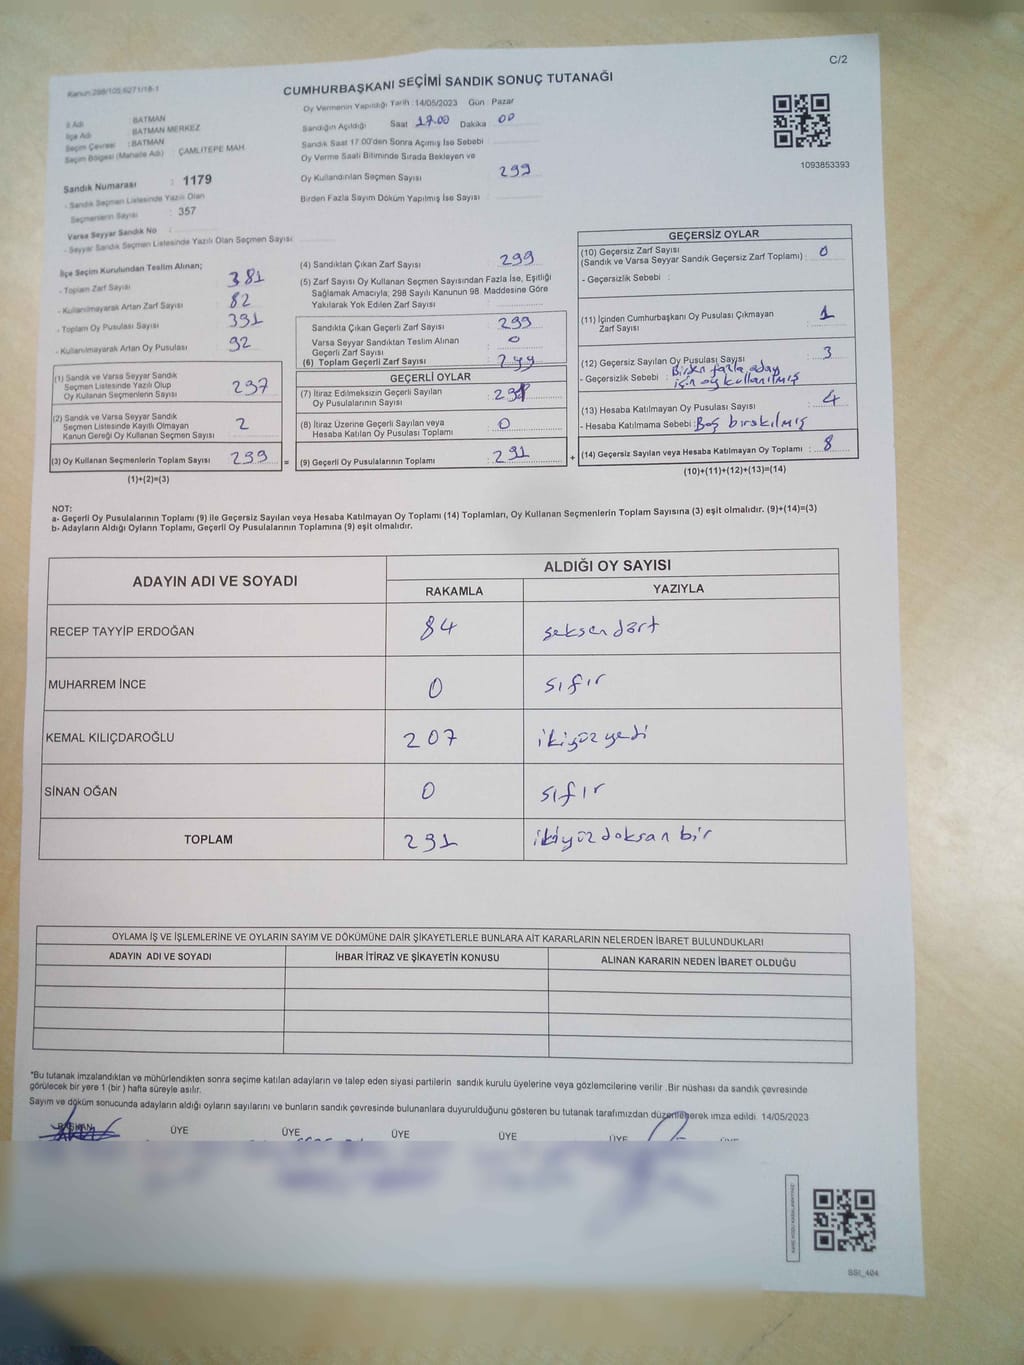 C/2
Kanun:298/105,6271/18-1
CUMHURBAŞKANI SEÇİMİ SANDIK SONUÇ TUTANAĞI
Oy Vermenin Yapıldığı Tarih :14/05/2023 Gün : Pazar
İl Adı : BATMAN
İlçe Adı : BATMAN MERKEZ
Seçim Çevresi : BATMAN
Seçim Bölgesi (Mahalle Adı) : ÇAMLITEPE MAH.
Sandığın Açıldığı Saat 17.00 Dakika 00
Sandık Saat 17:00'den Sonra Açımış İse Sebebi
Oy Verme Saati Bitiminde Sırada Bekleyen ve
Oy Kullandırılan Seçmen Sayısı 299
Birden Fazla Sayım Döküm Yapılmış İse Sayısı :
1093853393
Sandık Numarası : 1179
- Sandık Seçmen Listesinde Yazılı Olan
Seçmenlerin Sayısı : 357
Varsa Seyyar Sandık No :
- Seyyar Sandık Seçmen Listesinde Yazılı Olan Seçmen Sayısı :
İlçe Seçim Kurulundan Teslim Alınan;
- Toplam Zarf Sayısı : 381
- Kullanılmayarak Artan Zarf Sayısı : 82
- Toplam Oy Pusulası Sayısı : 391
- Kullanılmayarak Artan Oy Pusulası : 92
(1) Sandık ve Varsa Seyyar Sandık
Seçmen Listesinde Yazılı Olup
Oy Kullanan Seçmenlerin Sayısı : 297
(2) Sandık ve Varsa Seyyar Sandık
Seçmen Listesinde Kayıtlı Olmayan
Kanun Gereği Oy Kullanan Seçmen Sayısı : 2
(3) Oy Kullanan Seçmenlerin Toplam Sayısı : 299 =
(1)+(2)=(3)
(4) Sandıktan Çıkan Zarf Sayısı : 299
(5) Zarf Sayısı Oy Kullanan Seçmen Sayısından Fazla İse, Eşitliği
Sağlamak Amacıyla; 298 Sayılı Kanunun 98. Maddesine Göre
Yakılarak Yok Edilen Zarf Sayısı :
Sandıkta Çıkan Geçerli Zarf Sayısı : 299
Varsa Seyyar Sandıktan Teslim Alınan
Geçerli Zarf Sayısı : 0
(6) Toplam Geçerli Zarf Sayısı : 299
GEÇERLİ OYLAR
(7) İtiraz Edilmeksizin Geçerli Sayılan
Oy Pusulalarının Sayısı : 291
(8) İtiraz Üzerine Geçerli Sayılan veya
Hesaba Katılan Oy Pusulası Toplamı : 0
(9) Geçerli Oy Pusulalarının Toplamı : 291 +
GEÇERSİZ OYLAR
(10) Geçersiz Zarf Sayısı
(Sandık ve Varsa Seyyar Sandık Geçersiz Zarf Toplamı) : 0
- Geçersizlik Sebebi :
(11) İçinden Cumhurbaşkanı Oy Pusulası Çıkmayan
Zarf Sayısı : 1
(12) Geçersiz Sayılan Oy Pusulası Sayısı : 3
- Geçersizlik Sebebi : Birden fazla aday
için oy kullanılmış
(13) Hesaba Katılmayan Oy Pusulası Sayısı : 4
- Hesaba Katılmama Sebebi : Boş bırakılmış
(14) Geçersiz Sayılan veya Hesaba Katılmayan Oy Toplamı : 8
(10)+(11)+(12)+(13)=(14)
NOT:
a- Geçerli Oy Pusulalarının Toplamı (9) ile Geçersiz Sayılan veya Hesaba Katılmayan Oy Toplamı (14) Toplamları, Oy Kullanan Seçmenlerin Toplam Sayısına (3) eşit olmalıdır. (9)+(14)=(3)
b- Adayların Aldığı Oyların Toplamı, Geçerli Oy Pusulalarının Toplamına (9) eşit olmalıdır.
ADAYIN ADI VE SOYADI ALDIĞI OY SAYISI
RAKAMLA YAZIYLA
RECEP TAYYİP ERDOĞAN 84 seksen dört
MUHARREM İNCE 0 sıfır
KEMAL KILIÇDAROĞLU 207 ikiyüz yedi
SİNAN OĞAN 0 sıfır
TOPLAM 291 ikiyüz doksan bir
OYLAMA İŞ VE İŞLEMLERİNE VE OYLARIN SAYIM VE DÖKÜMÜNE DAİR ŞİKAYETLERLE BUNLARA AİT KARARLARIN NELERDEN İBARET BULUNDUKLARI
ADAYIN ADI VE SOYADI İHBAR İTİRAZ VE ŞİKAYETİN KONUSU ALINAN KARARIN NEDEN İBARET OLDUĞU
*Bu tutanak imzalandıktan ve mühürlendikten sonra seçime katılan adayların ve talep eden siyasi partilerin sandık kurulu üyelerine veya gözlemcilerine verilir .Bir nüshası da sandık çevresinde
görülecek bir yere 1 (bir ) hafta süreyle asılır.
Sayım ve döküm sonucunda adayların aldığı oyların sayılarını ve bunların sandık çevresinde bulunanlara duyurulduğunu gösteren bu tutanak tarafımızdan düzenlenerek imza edildi. 14/05/2023
BAŞKAN ÜYE ÜYE ÜYE ÜYE ÜYE
SSI_404